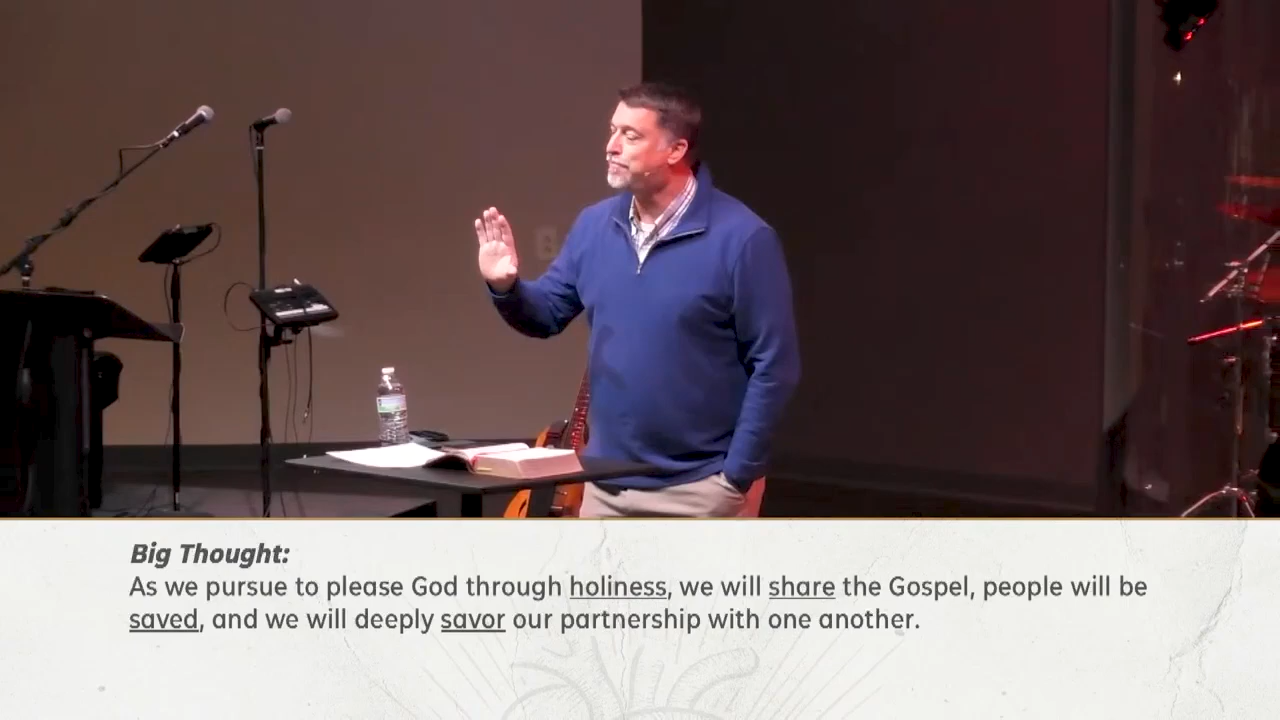 Big Thought:
As we pursue to please God through holiness, we will share the Gospel, people will be
saved, and we will deeply savor our partnership with one another.